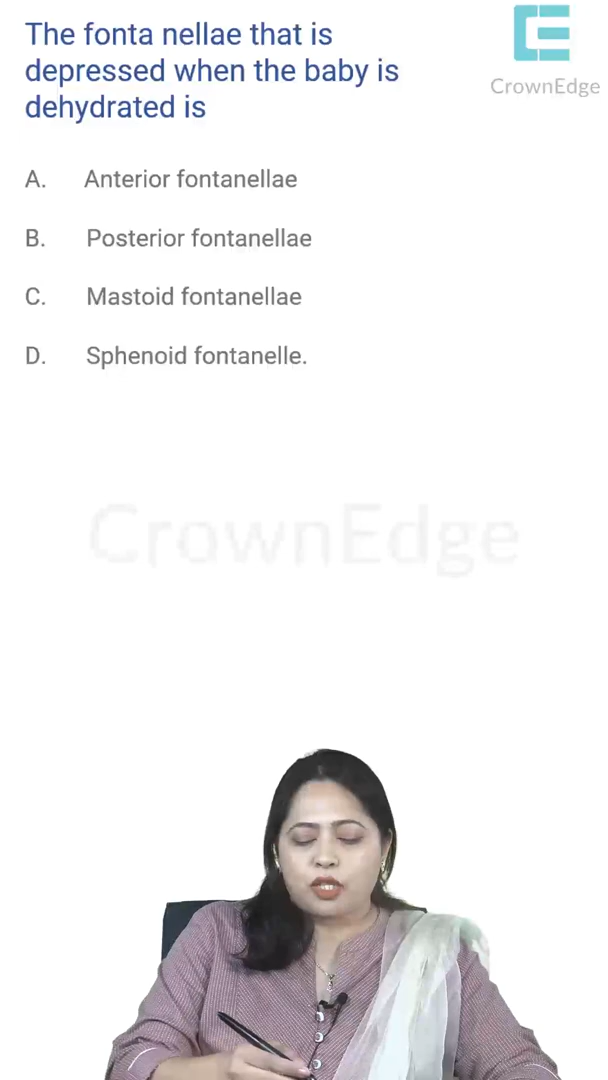 The fonta nellae that is
depressed when the baby is
dehydrated is
CrownEdge
A. Anterior fontanellae
B. Posterior fontanellae
C. Mastoid fontanellae
D. Sphenoid fontanelle.
CrownEdge